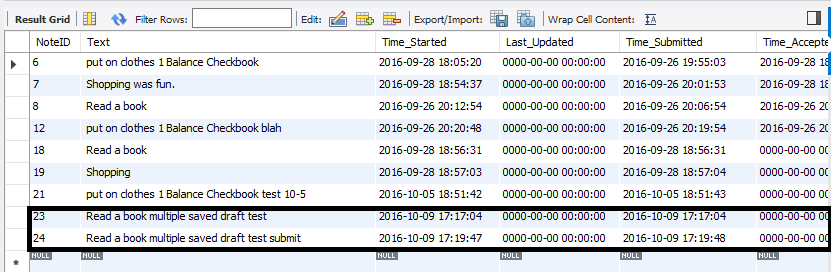 Result Grid Filter Rows: Edit: Export/Import: Wrap Cell Content:
NoteID Text Time_Started Last_Updated Time_Submitted Time_Accepte
6 put on clothes 1 Balance Checkbook 2016-09-28 18:05:20 0000-00-00 00:00:00 2016-09-26 19:55:03 2016-09-28 18
7 Shopping was fun. 2016-09-28 18:54:37 0000-00-00 00:00:00 2016-09-26 20:01:53 2016-09-28 18
8 Read a book 2016-09-26 20:12:54 0000-00-00 00:00:00 2016-09-26 20:06:54 2016-09-26 20
12 put on clothes 1 Balance Checkbook blah 2016-09-26 20:20:48 0000-00-00 00:00:00 2016-09-26 20:19:54 2016-09-26 20
18 Read a book 2016-09-28 18:56:31 0000-00-00 00:00:00 2016-09-28 18:56:31 0000-00-00 00
19 Shopping 2016-09-28 18:57:03 0000-00-00 00:00:00 2016-09-28 18:57:04 0000-00-00 00
21 put on clothes 1 Balance Checkbook test 10-5 2016-10-05 18:51:42 0000-00-00 00:00:00 2016-10-05 18:51:43 0000-00-00 00
23 Read a book multiple saved draft test 2016-10-09 17:17:04 0000-00-00 00:00:00 2016-10-09 17:17:04 0000-00-00 00
24 Read a book multiple saved draft test submit 2016-10-09 17:19:47 0000-00-00 00:00:00 2016-10-09 17:19:48 0000-00-00 00
NULL NULL NULL NULL NULL NULL